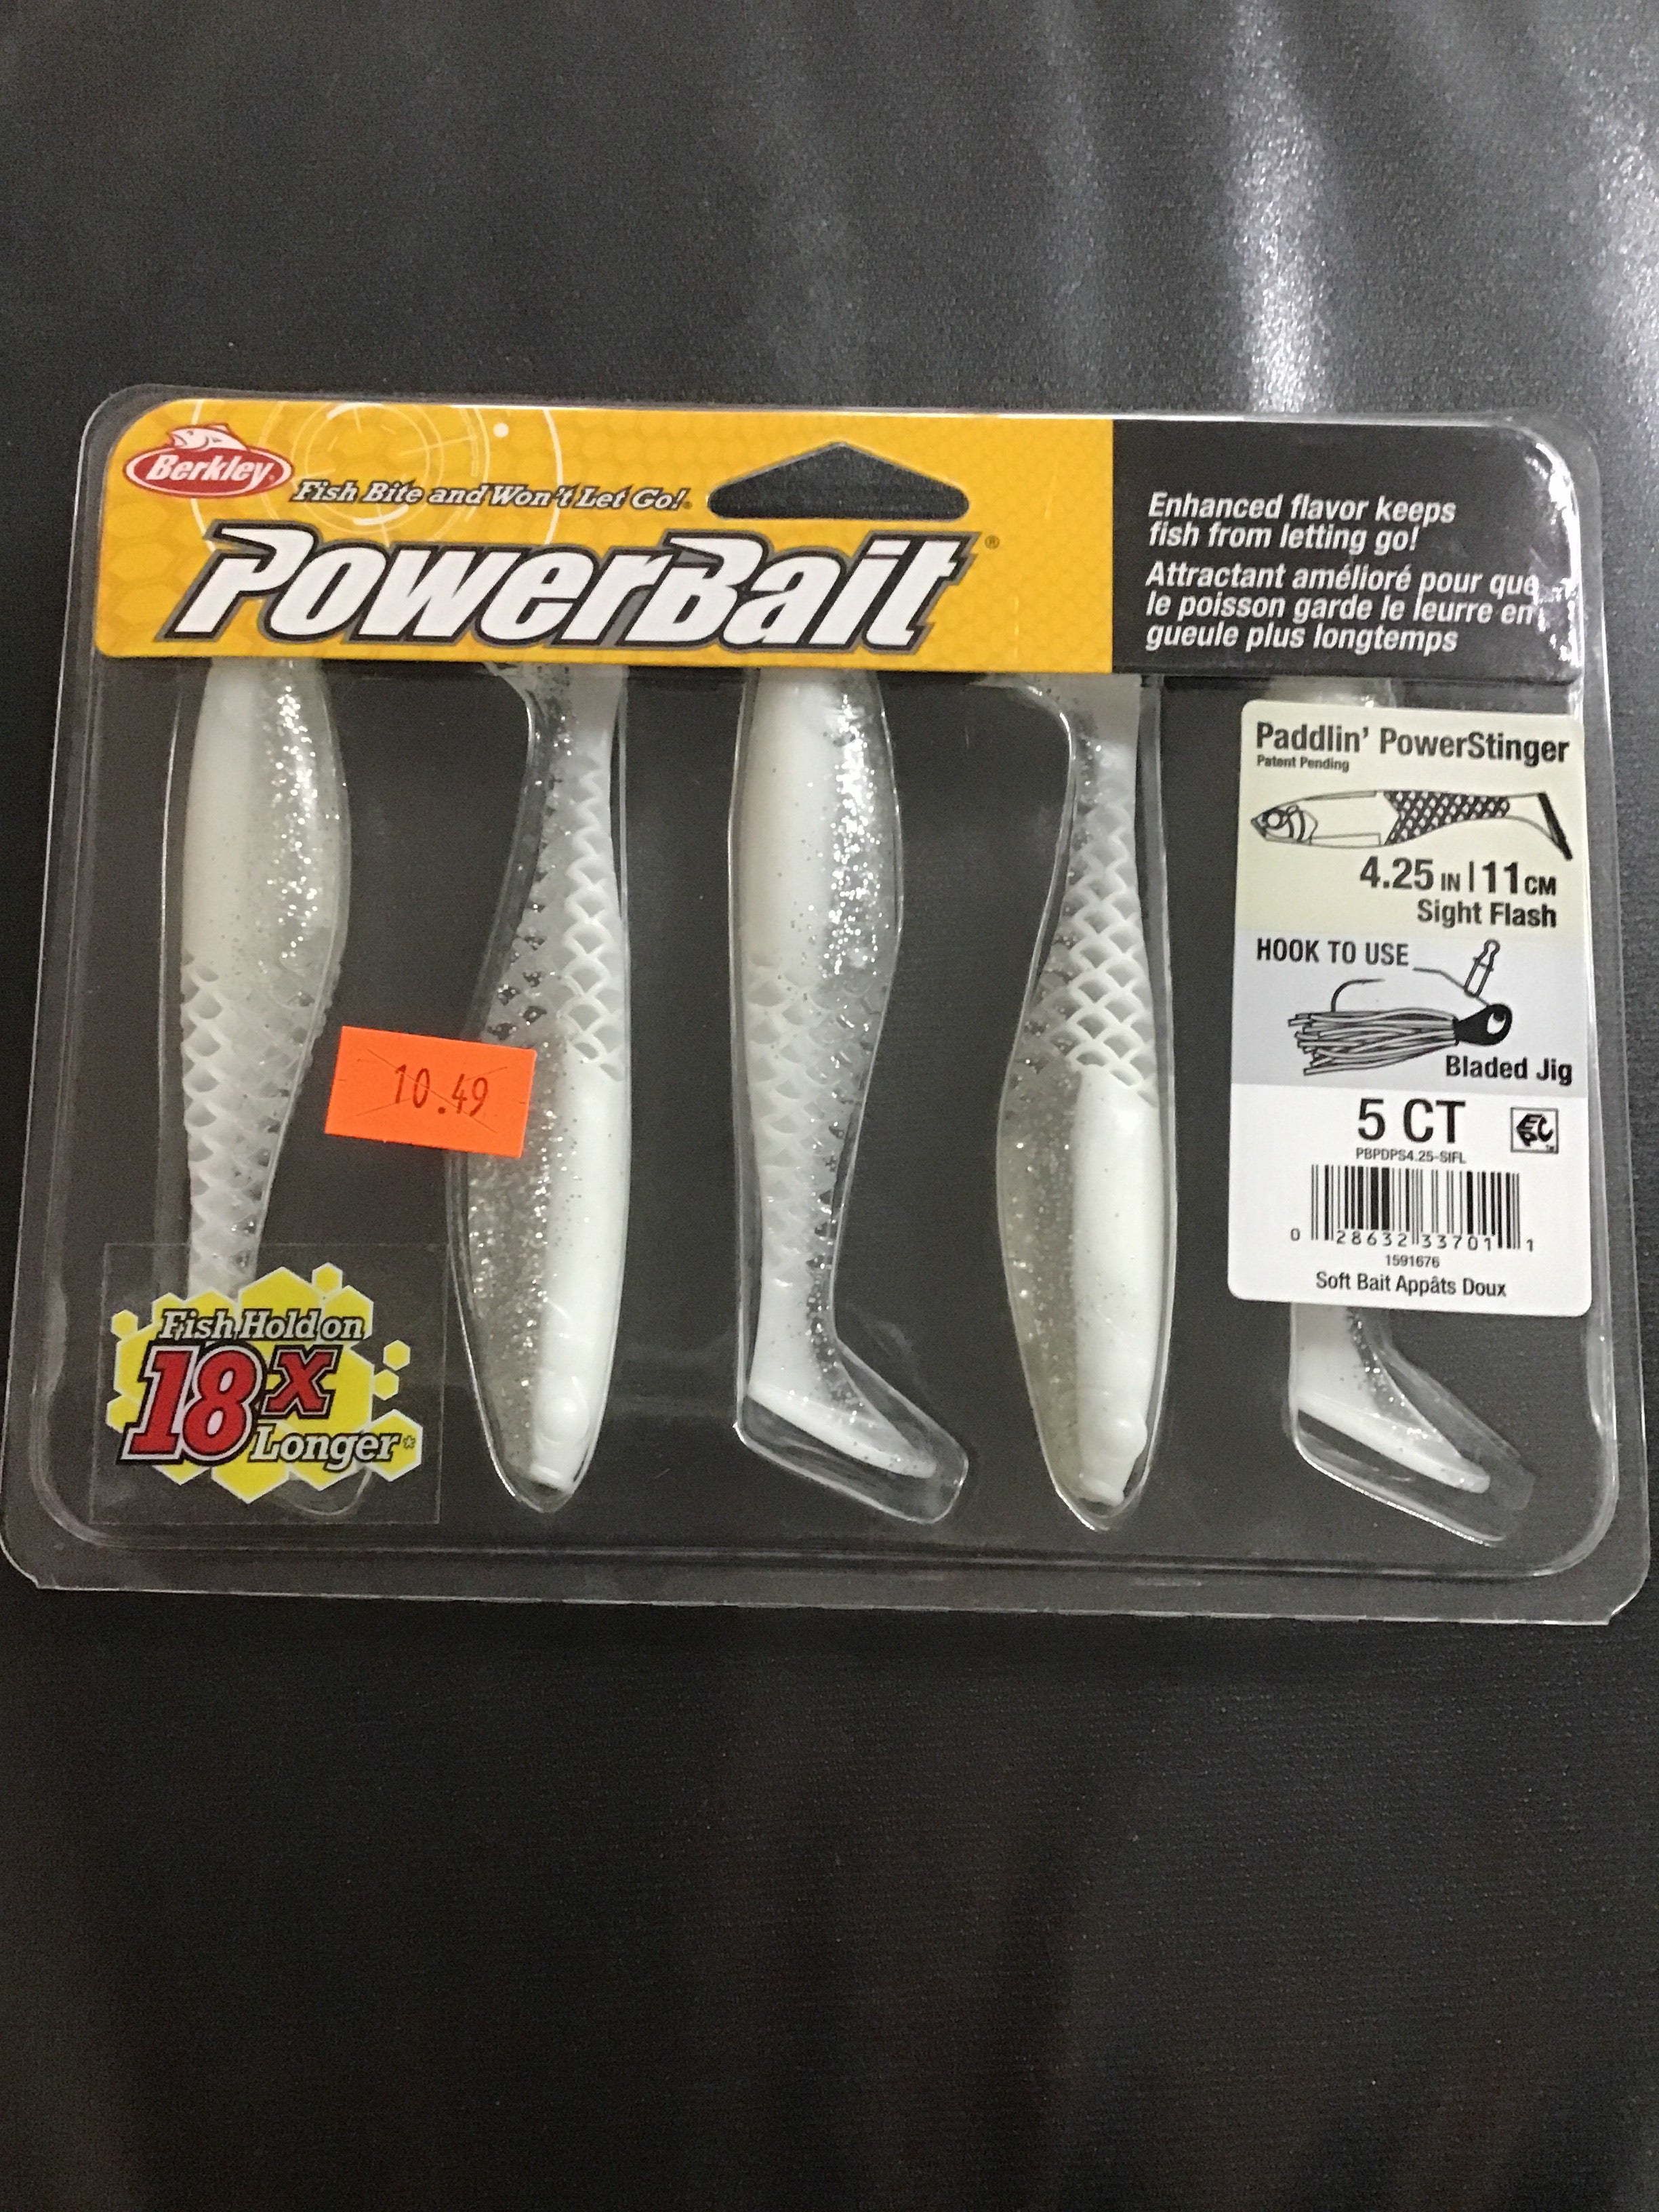 Berkley
Fish Bite and Won't Let Go!
PowerBait®
Enhanced flavor keeps
fish from letting go!
Attractant amélioré pour que
le poisson garde le leurre en
gueule plus longtemps
Paddlin' PowerStinger
Patent Pending
4.25 IN | 11 CM
Sight Flash
HOOK TO USE
Bladed Jig
5 CT
PBPDPS4.25-SIFL
0 28632 33701 1
1591676
Soft Bait Appâts Doux
10.49
Fish Hold on
18x
Longer*